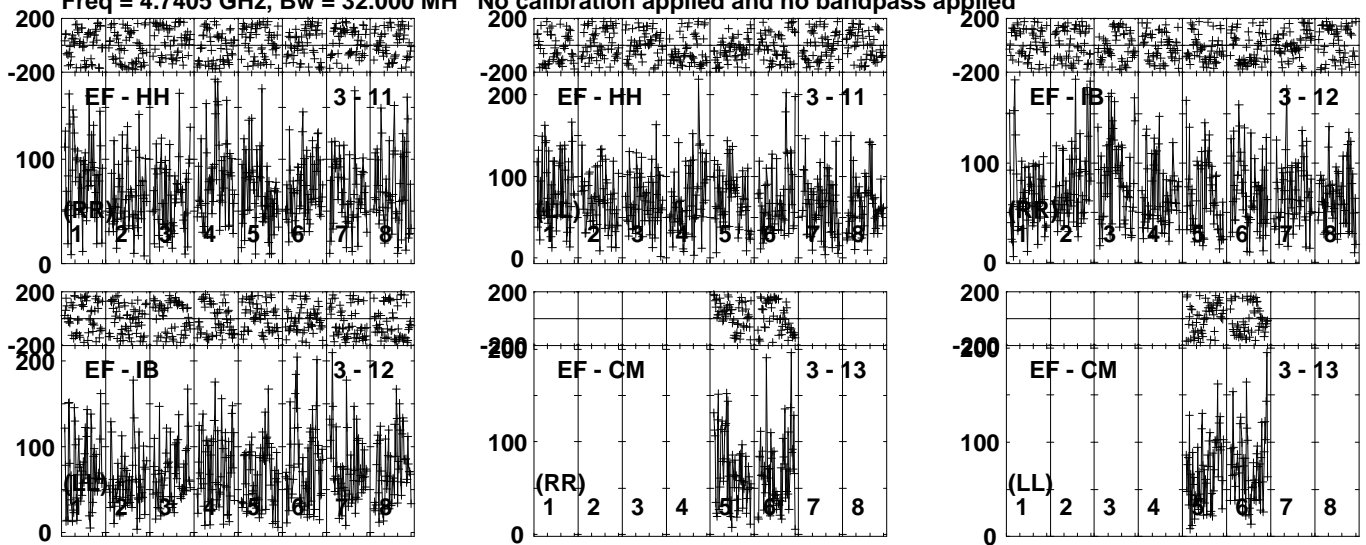 Freq = 4.7405 GHz, Bw = 32.000 MH No calibration applied and no bandpass applied
200
-200
EF - HH 3 - 11
100
(RR)
1 2 3 4 5 6 7 8
0
200
-200
200
EF - HH 3 - 11
100
(LL)
1 2 3 4 5 6 7 8
0
200
-200
EF - IB 3 - 12
100
(RR)
1 2 3 4 5 6 7 8
0
200
-200
200
EF - IB 3 - 12
100
(LL)
1 2 3 4 5 6 7 8
0
200
-200
200
EF - CM 3 - 13
100
(RR)
1 2 3 4 5 6 7 8
0
200
-200
200
EF - CM 3 - 13
100
(LL)
1 2 3 4 5 6 7 8
0